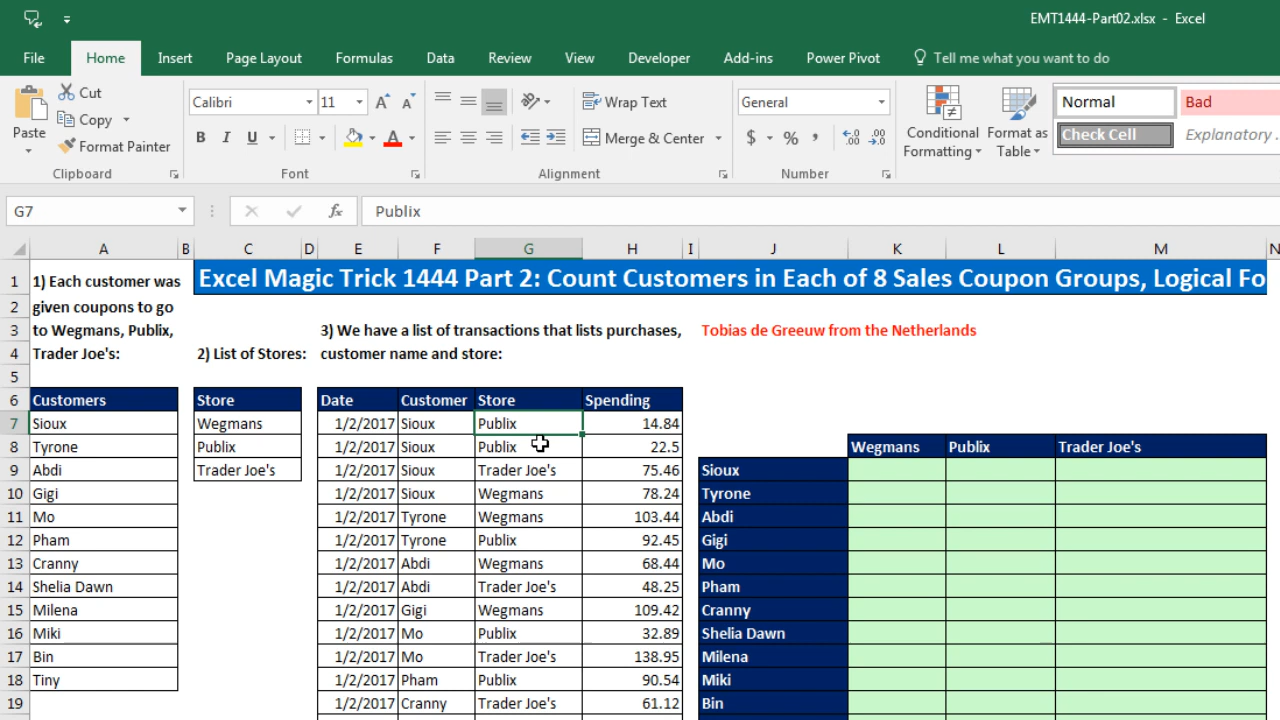 EMT1444-Part02.xlsx - Excel
File Home Insert Page Layout Formulas Data Review View Developer Add-ins Power Pivot Tell me what you want to do
Paste
Cut
Copy
Format Painter
Clipboard
Calibri 11
B I U
Font
Wrap Text
Merge & Center
Alignment
General
$ % ,
Number
Conditional Formatting
Format as Table
Normal Bad
Check Cell Explanatory ...
G7 fx Publix
A B C D E F G H I J K L M N
1 1) Each customer was Excel Magic Trick 1444 Part 2: Count Customers in Each of 8 Sales Coupon Groups, Logical Fo
2 given coupons to go
3 to Wegmans, Publix, 3) We have a list of transactions that lists purchases, Tobias de Greeuw from the Netherlands
4 Trader Joe's: 2) List of Stores: customer name and store:
5
6 Customers Store Date Customer Store Spending
7 Sioux Wegmans 1/2/2017 Sioux Publix 14.84
8 Tyrone Publix 1/2/2017 Sioux Publix 22.5 Wegmans Publix Trader Joe's
9 Abdi Trader Joe's 1/2/2017 Sioux Trader Joe's 75.46 Sioux
10 Gigi 1/2/2017 Sioux Wegmans 78.24 Tyrone
11 Mo 1/2/2017 Tyrone Wegmans 103.44 Abdi
12 Pham 1/2/2017 Tyrone Publix 92.45 Gigi
13 Cranny 1/2/2017 Abdi Wegmans 68.44 Mo
14 Shelia Dawn 1/2/2017 Abdi Trader Joe's 48.25 Pham
15 Milena 1/2/2017 Gigi Wegmans 109.42 Cranny
16 Miki 1/2/2017 Mo Publix 32.89 Shelia Dawn
17 Bin 1/2/2017 Mo Trader Joe's 138.95 Milena
18 Tiny 1/2/2017 Pham Publix 90.54 Miki
19 1/2/2017 Cranny Trader Joe's 61.12 Bin